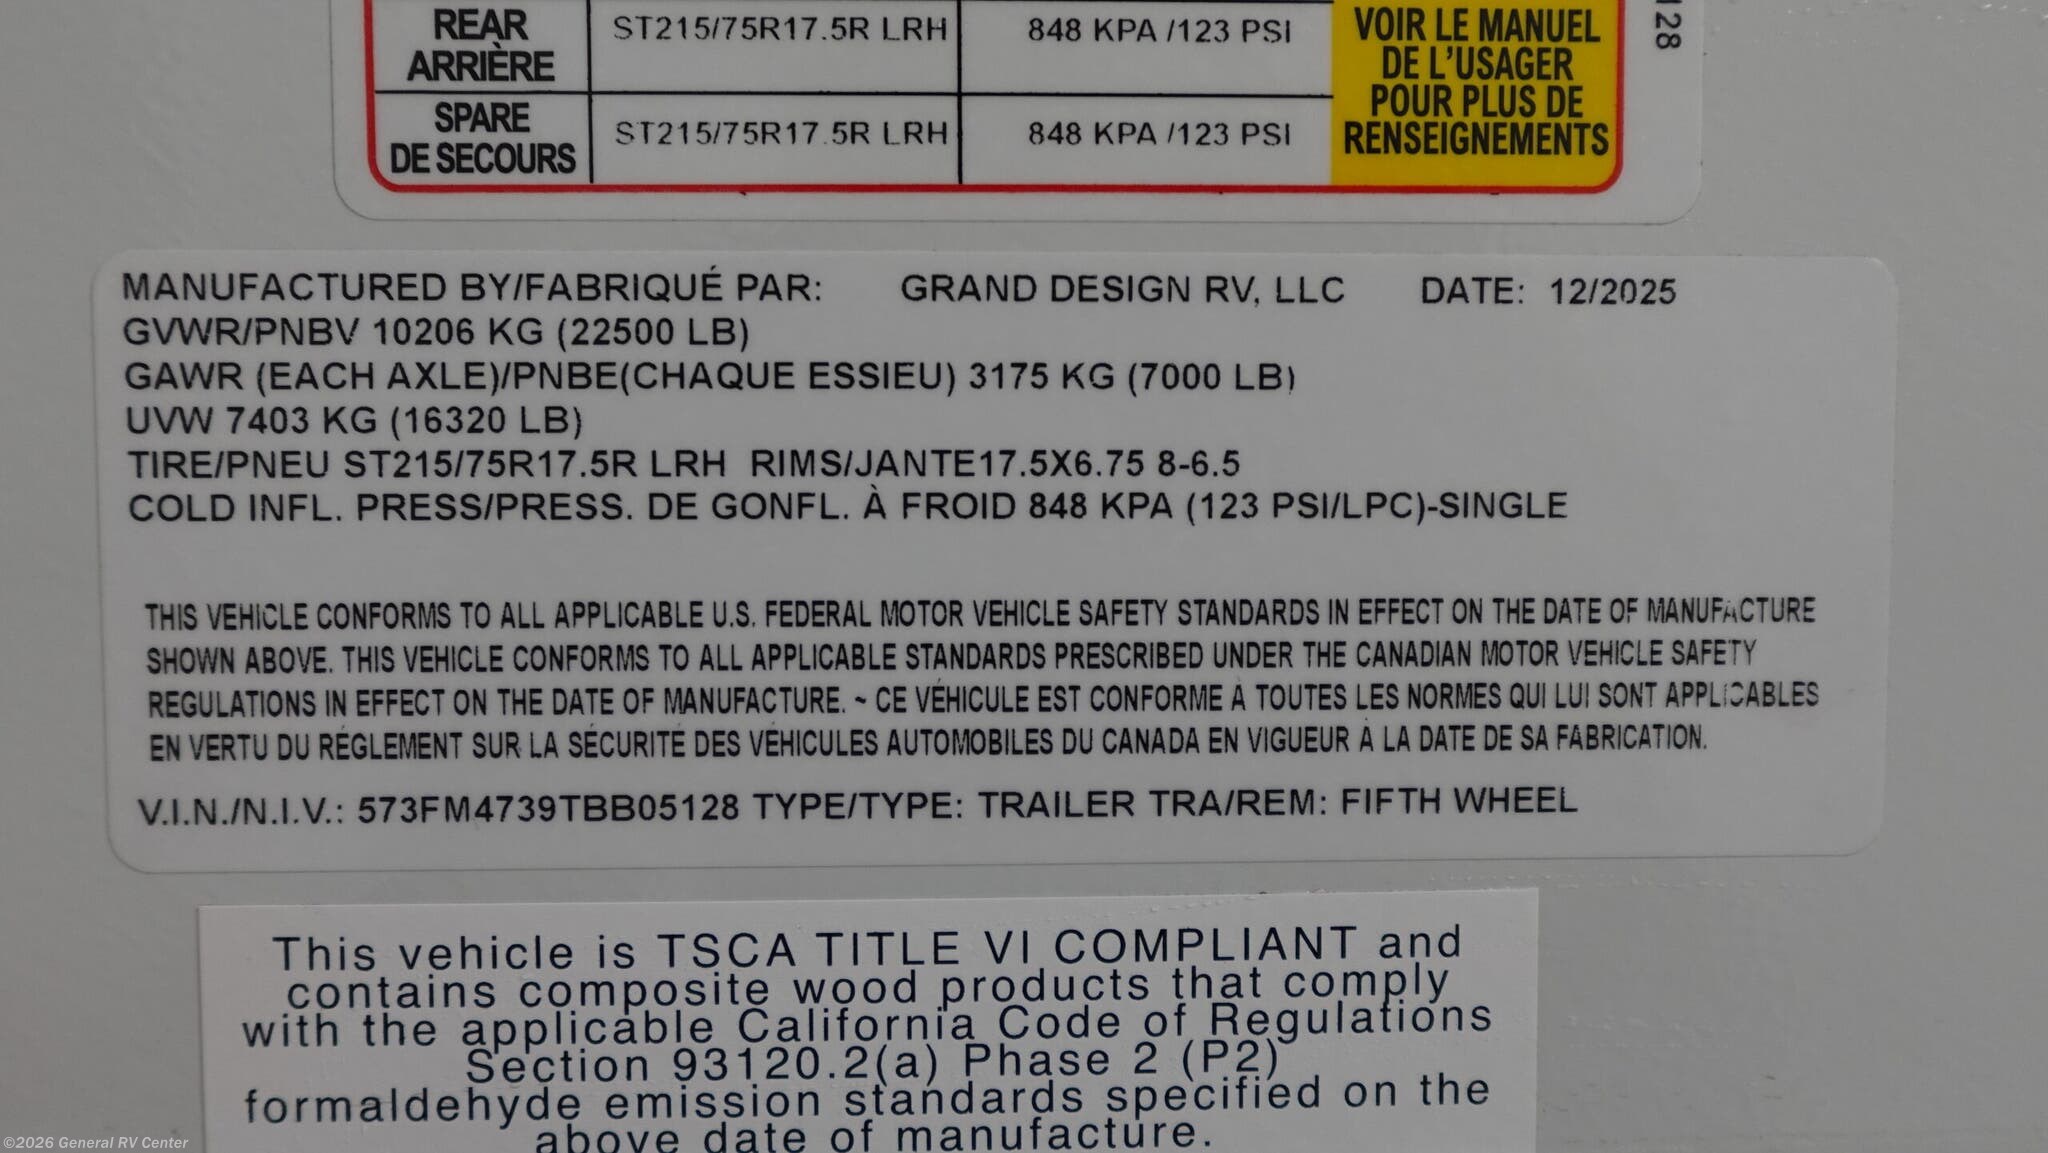 REAR
ARRIÈRE
ST215/75R17.5R LRH
848 KPA /123 PSI
SPARE
DE SECOURS
ST215/75R17.5R LRH
848 KPA /123 PSI
VOIR LE MANUEL
DE L'USAGER
POUR PLUS DE
RENSEIGNEMENTS
128
MANUFACTURED BY/FABRIQUÉ PAR: GRAND DESIGN RV, LLC DATE: 12/2025
GVWR/PNBV 10206 KG (22500 LB)
GAWR (EACH AXLE)/PNBE(CHAQUE ESSIEU) 3175 KG (7000 LB)
UVW 7403 KG (16320 LB)
TIRE/PNEU ST215/75R17.5R LRH RIMS/JANTE17.5X6.75 8-6.5
COLD INFL. PRESS/PRESS. DE GONFL. À FROID 848 KPA (123 PSI/LPC)-SINGLE
THIS VEHICLE CONFORMS TO ALL APPLICABLE U.S. FEDERAL MOTOR VEHICLE SAFETY STANDARDS IN EFFECT ON THE DATE OF MANUFACTURE
SHOWN ABOVE. THIS VEHICLE CONFORMS TO ALL APPLICABLE STANDARDS PRESCRIBED UNDER THE CANADIAN MOTOR VEHICLE SAFETY
REGULATIONS IN EFFECT ON THE DATE OF MANUFACTURE. ~ CE VÉHICULE EST CONFORME À TOUTES LES NORMES QUI LUI SONT APPLICABLES
EN VERTU DU RÈGLEMENT SUR LA SÉCURITÉ DES VÉHICULES AUTOMOBILES DU CANADA EN VIGUEUR À LA DATE DE SA FABRICATION.
V.I.N./N.I.V.: 573FM4739TBB05128 TYPE/TYPE: TRAILER TRA/REM: FIFTH WHEEL
This vehicle is TSCA TITLE VI COMPLIANT and
contains composite wood products that comply
with the applicable California Code of Regulations
Section 93120.2(a) Phase 2 (P2)
formaldehyde emission standards specified on the
above date of manufacture.
©2026 General RV Center